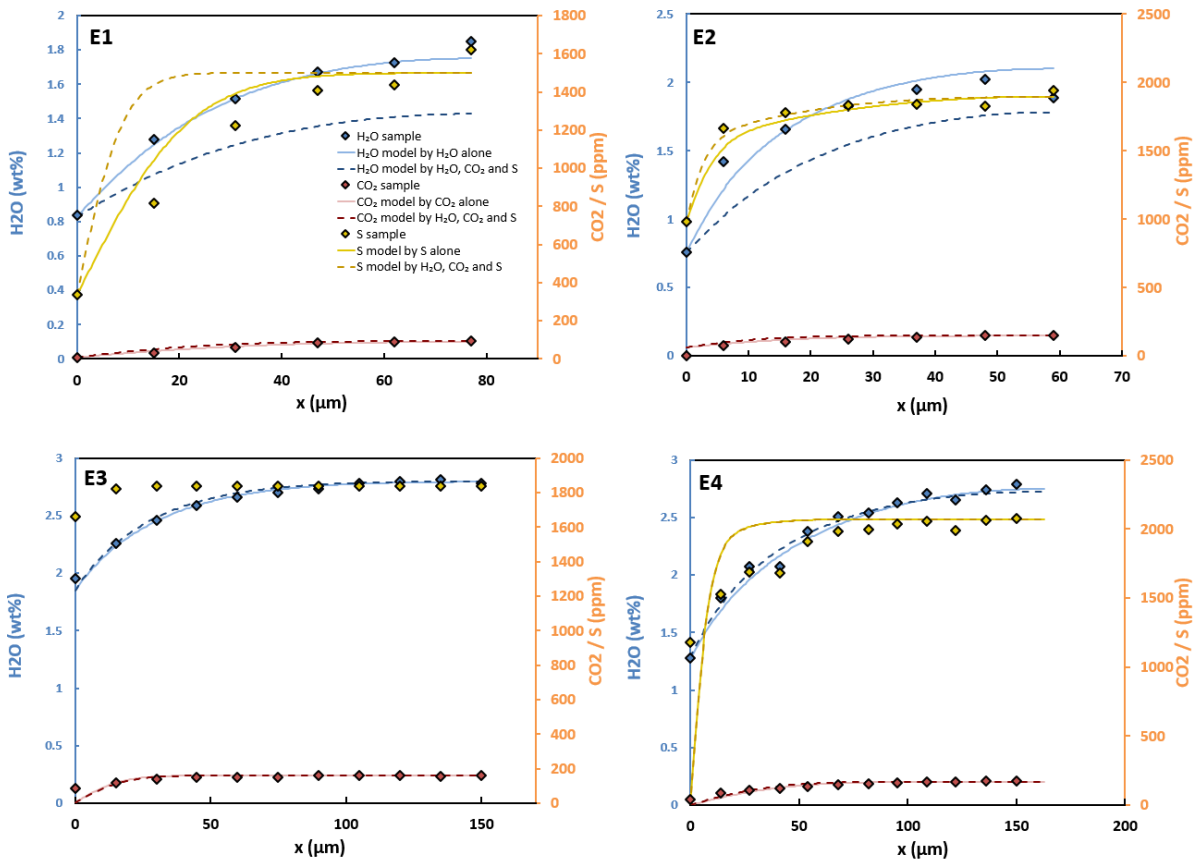 E1
2
1.8
1.6
1.4
1.2
1
0.8
0.6
0.4
0.2
0
H2O (wt%)
1800
1600
1400
1200
1000
800
600
400
200
0
CO2 / S (ppm)
H₂O sample
H₂O model by H₂O alone
H₂O model by H₂O, CO₂ and S
CO₂ sample
CO₂ model by CO₂ alone
CO₂ model by H₂O, CO₂ and S
S sample
S model by S alone
S model by H₂O, CO₂ and S
0 20 40 60 80
x (µm)
E2
2.5
2
1.5
1
0.5
0
H2O (wt%)
2500
2000
1500
1000
500
0
CO2 / S (ppm)
0 10 20 30 40 50 60 70
x (µm)
E3
3
2.5
2
1.5
1
0.5
0
H2O (wt%)
2000
1800
1600
1400
1200
1000
800
600
400
200
0
CO2 / S (ppm)
0 50 100 150
x (µm)
E4
3
2.5
2
1.5
1
0.5
0
H2O (wt%)
2500
2000
1500
1000
500
0
CO2 / S (ppm)
0 50 100 150 200
x (µm)